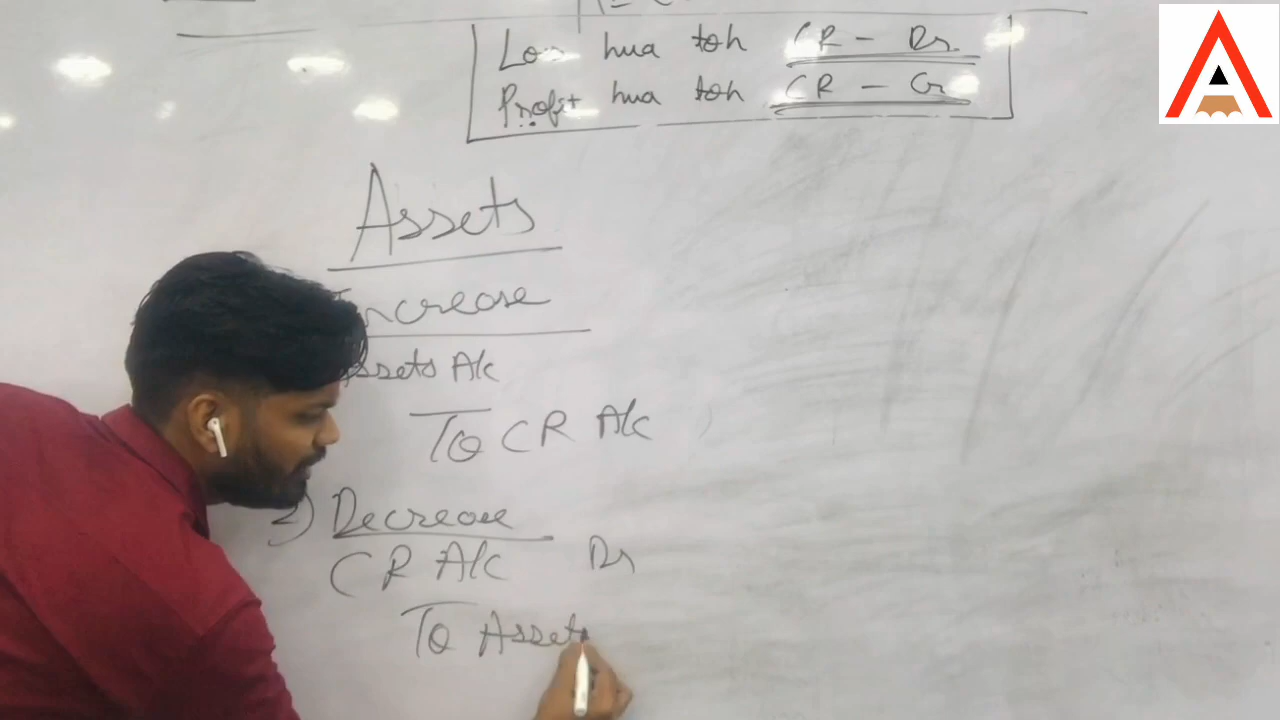 Loss hua toh CR - Dr.
Profit hua toh CR - Cr
Assets
Increase
Assets A/c
To CR A/c
2) Decrease
CR A/c Dr
To Assets